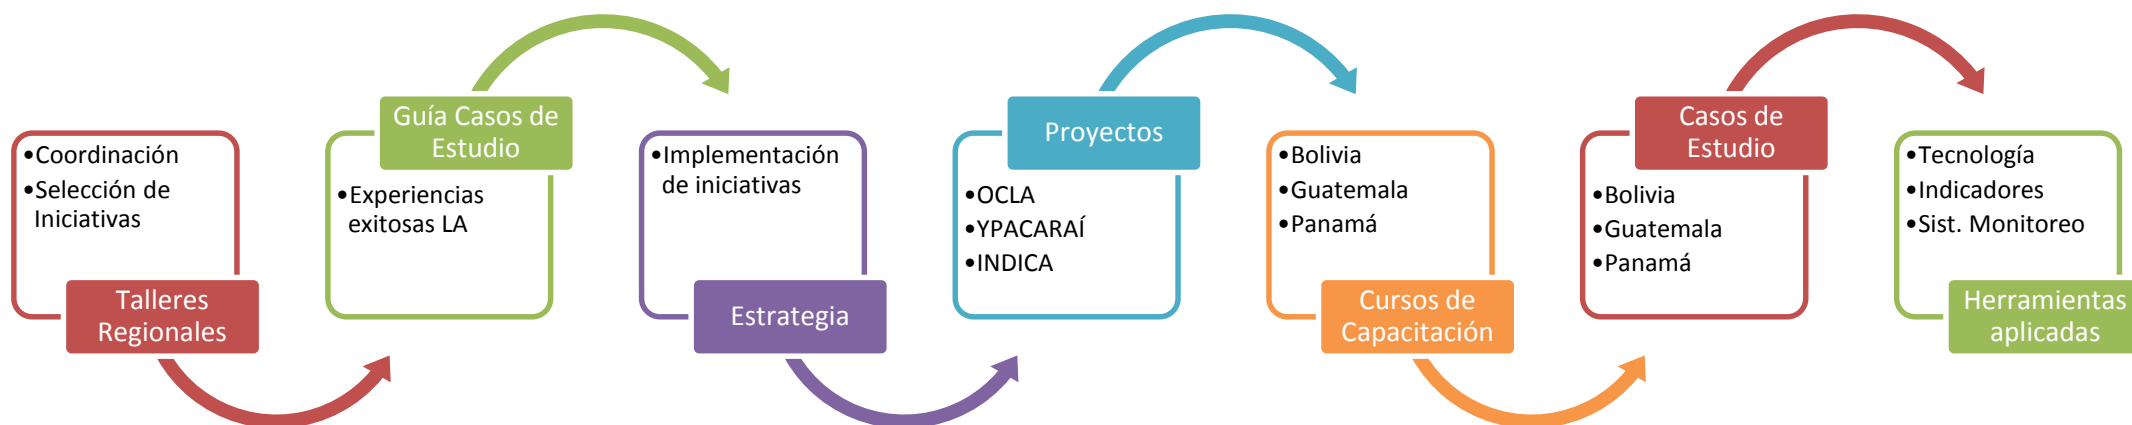 •Coordinación
•Selección de
Iniciativas
Talleres
Regionales
Guía Casos de
Estudio
•Experiencias
exitosas LA
•Implementación
de iniciativas
Estrategia
Proyectos
•OCLA
•YPACARAÍ
•INDICA
•Bolivia
•Guatemala
•Panamá
Cursos de
Capacitación
Casos de
Estudio
•Bolivia
•Guatemala
•Panamá
•Tecnología
•Indicadores
•Sist. Monitoreo
Herramientas
aplicadas